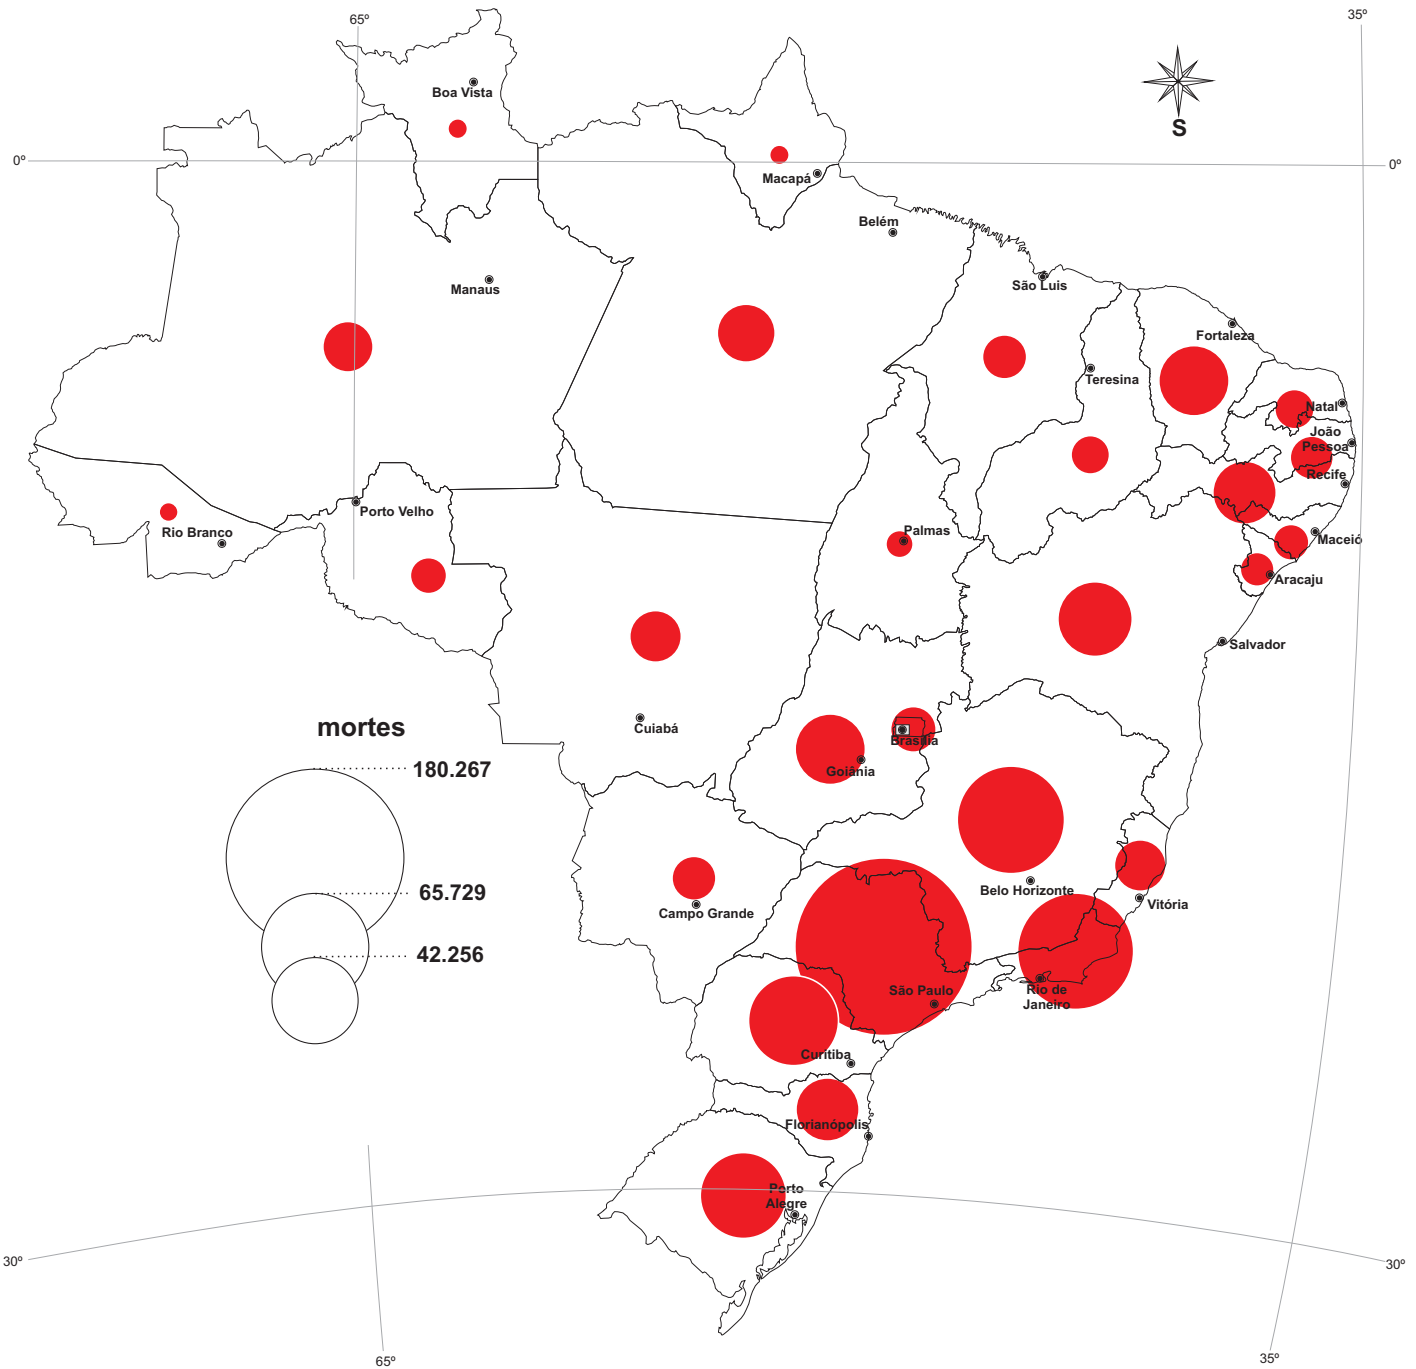 65º
35º
Boa Vista
S
0º
0º
Macapá
Belém
Manaus
São Luis
Fortaleza
Teresina
Natal
João
Pessoa
Recife
Porto Velho
Rio Branco
Palmas
Maceió
Aracaju
Salvador
Cuiabá
mortes
Brasília
180.267
Goiânia
65.729
Belo Horizonte
Vitória
Campo Grande
42.256
São Paulo
Rio de
Janeiro
Curitiba
Florianópolis
Porto
Alegre
30º
30º
65º
35º